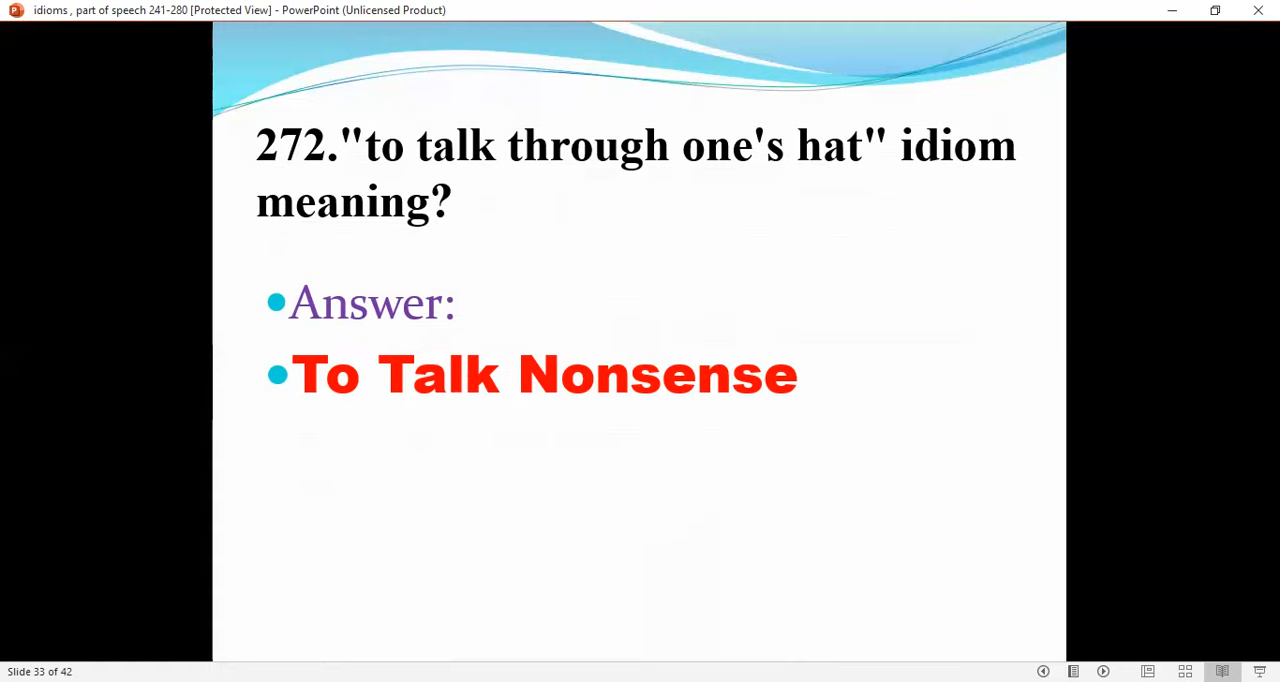 idioms , part of speech 241-280 [Protected View] - PowerPoint (Unlicensed Product)
272."to talk through one's hat" idiom
meaning?
Answer:
To Talk Nonsense
Slide 33 of 42